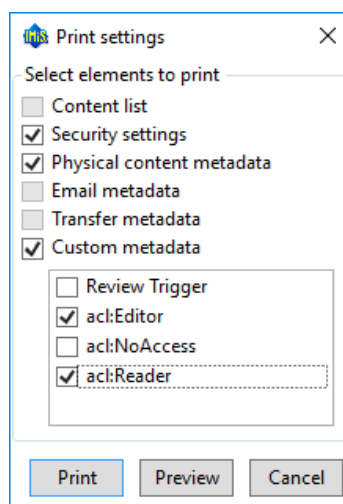 IMiS
Print settings
Select elements to print
Content list
Security settings
Physical content metadata
Email metadata
Transfer metadata
Custom metadata
Review Trigger
acl:Editor
acl:NoAccess
acl:Reader
Print Preview Cancel